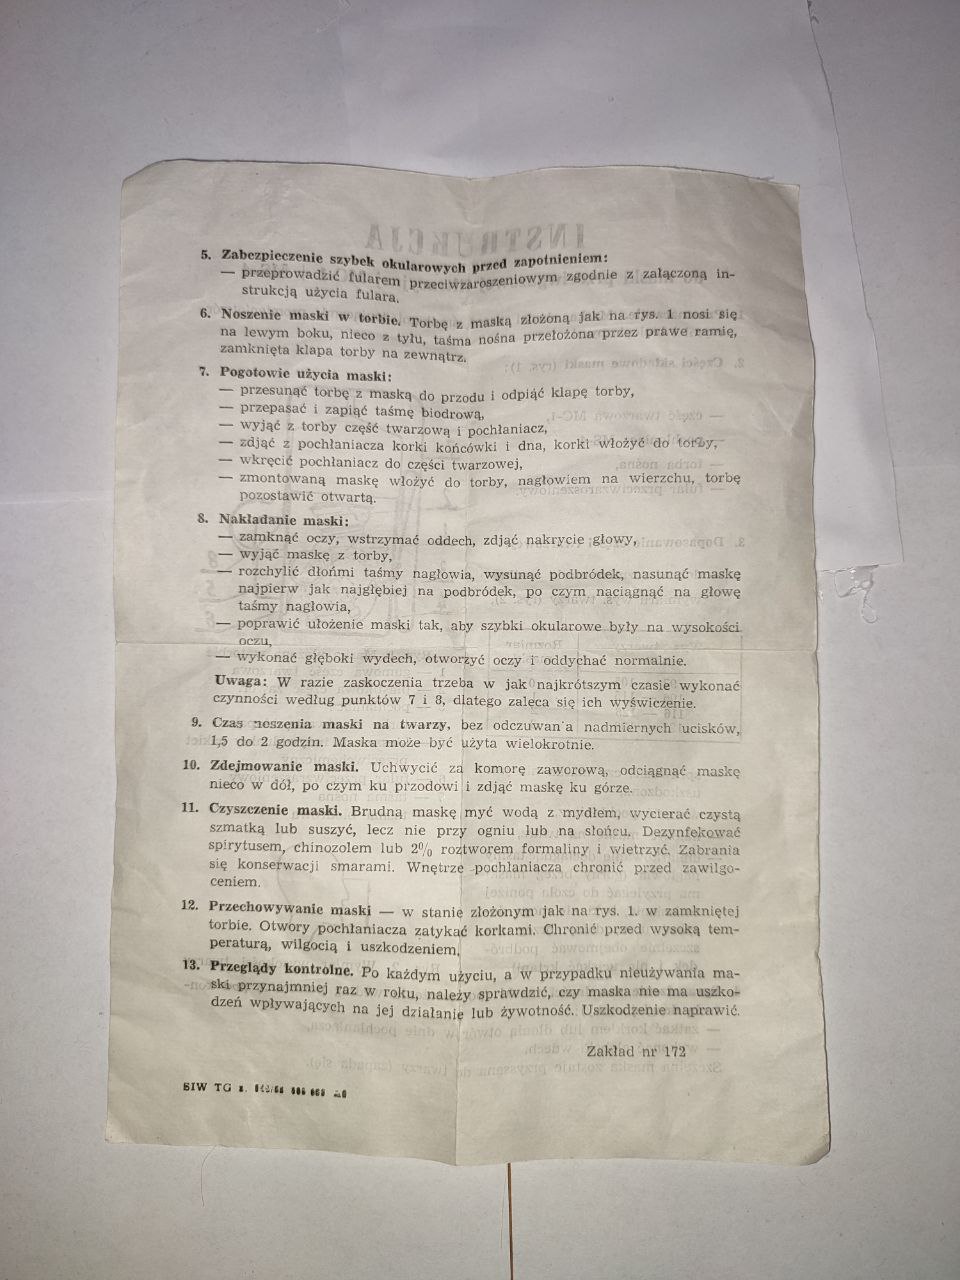 INSTRUKCJA
5. Zabezpieczenie szybek okularowych przed zapotnieniem:
— przeprowadzić fularem przeciwzaroszeniowym zgodnie z załączoną in-
strukcją użycia fulara.
6. Noszenie maski w torbie. Torbę z maską złożoną jak na rys. 1 nosi się
na lewym boku, nieco z tyłu, taśma nośna przełożona przez prawe ramię,
zamknięta klapa torby na zewnątrz.
7. Pogotowie użycia maski:
— przesunąć torbę z maską do przodu i odpiąć klapę torby,
— przepasać i zapiąć taśmę biodrową,
— wyjąć z torby część twarzową i pochłaniacz,
— zdjąć z pochłaniacza korki końcówki i dna, korki włożyć do torby,
— wkręcić pochłaniacz do części twarzowej,
— zmontowaną maskę włożyć do torby, nagłowiem na wierzchu, torbę
pozostawić otwartą.
8. Nakładanie maski:
— zamknąć oczy, wstrzymać oddech, zdjąć nakrycie głowy,
— wyjąć maskę z torby,
— rozchylić dłońmi taśmy nagłowia, wysunąć podbródek, nasunąć maskę
najpierw jak najgłębiej na podbródek, po czym naciągnąć na głowę
taśmy nagłowia,
— poprawić ułożenie maski tak, aby szybki okularowe były na wysokości
oczu,
— wykonać głęboki wydech, otworzyć oczy i oddychać normalnie.
Uwaga: W razie zaskoczenia trzeba w jak najkrótszym czasie wykonać
czynności według punktów 7 i 8, dlatego zaleca się ich wyświczenie.
9. Czas noszenia maski na twarzy, bez odczuwania nadmiernych ucisków,
1,5 do 2 godzin. Maska może być użyta wielokrotnie.
10. Zdejmowanie maski. Uchwycić za komorę zaworową, odciągnąć maskę
nieco w dół, po czym ku przodowi i zdjąć maskę ku górze.
11. Czyszczenie maski. Brudną maskę myć wodą z mydłem, wycierać czystą
szmatką lub suszyć, lecz nie przy ogniu lub na słońcu. Dezynfekować
spirytusem, chinozolem lub 2% roztworem formaliny i wietrzyć. Zabrania
się konserwacji smarami. Wnętrze pochłaniacza chronić przed zawilgo-
ceniem.
12. Przechowywanie maski — w stanie złożonym jak na rys. 1. w zamkniętej
torbie. Otwory pochłaniacza zatykać korkami. Chronić przed wysoką tem-
peraturą, wilgocią i uszkodzeniem.
13. Przeglądy kontrolne. Po każdym użyciu, a w przypadku nieużywania ma-
ski przynajmniej raz w roku, należy sprawdzić, czy maska nie ma uszko-
dzeń wpływających na jej działanie lub żywotność. Uszkodzenie naprawić.
Zakład nr 172
SIW TG z.